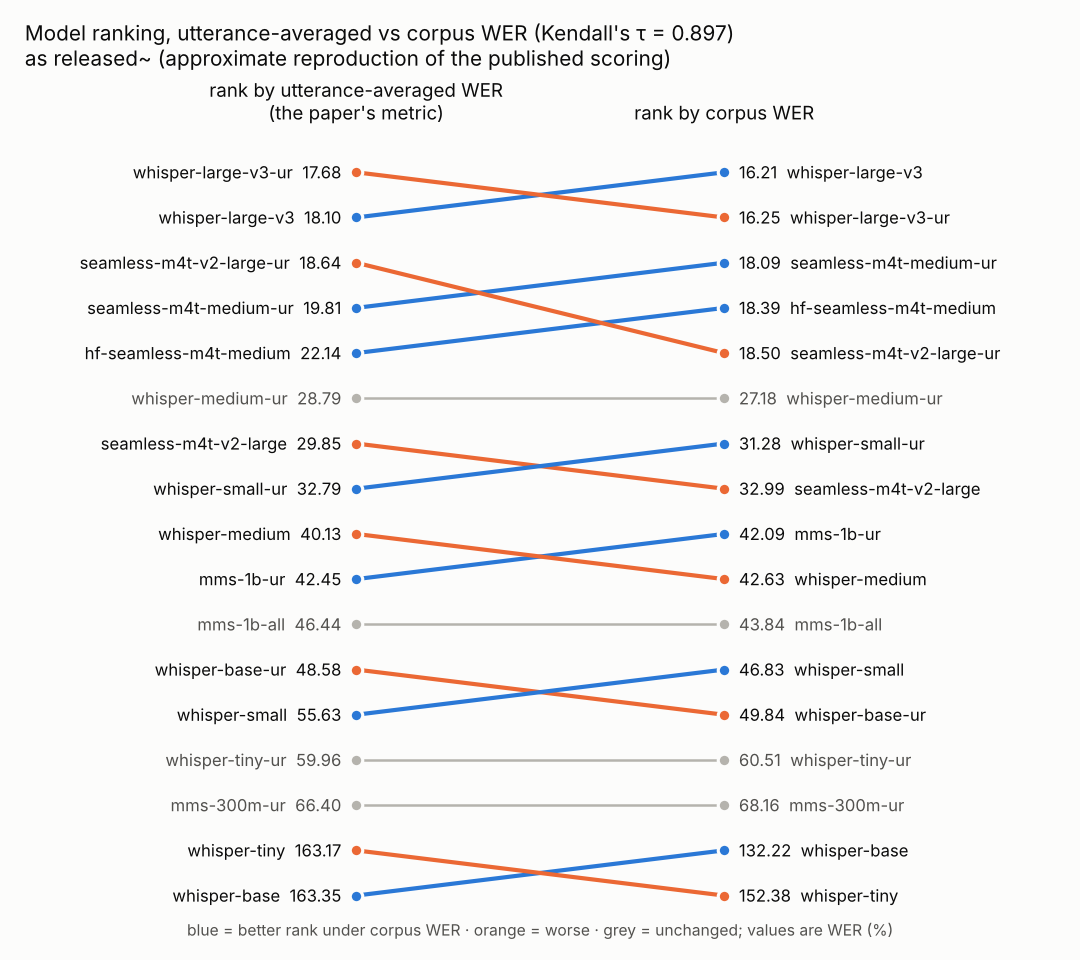 Model ranking, utterance-averaged vs corpus WER (Kendall's τ = 0.897)
as released~ (approximate reproduction of the published scoring)
rank by utterance-averaged WER
(the paper's metric)
rank by corpus WER
whisper-large-v3-ur 17.68 16.21 whisper-large-v3
whisper-large-v3 18.10 16.25 whisper-large-v3-ur
seamless-m4t-v2-large-ur 18.64 18.09 seamless-m4t-medium-ur
seamless-m4t-medium-ur 19.81 18.39 hf-seamless-m4t-medium
hf-seamless-m4t-medium 22.14 18.50 seamless-m4t-v2-large-ur
whisper-medium-ur 28.79 27.18 whisper-medium-ur
seamless-m4t-v2-large 29.85 31.28 whisper-small-ur
whisper-small-ur 32.79 32.99 seamless-m4t-v2-large
whisper-medium 40.13 42.09 mms-1b-ur
mms-1b-ur 42.45 42.63 whisper-medium
mms-1b-all 46.44 43.84 mms-1b-all
whisper-base-ur 48.58 46.83 whisper-small
whisper-small 55.63 49.84 whisper-base-ur
whisper-tiny-ur 59.96 60.51 whisper-tiny-ur
mms-300m-ur 66.40 68.16 mms-300m-ur
whisper-tiny 163.17 132.22 whisper-base
whisper-base 163.35 152.38 whisper-tiny
blue = better rank under corpus WER · orange = worse · grey = unchanged; values are WER (%)